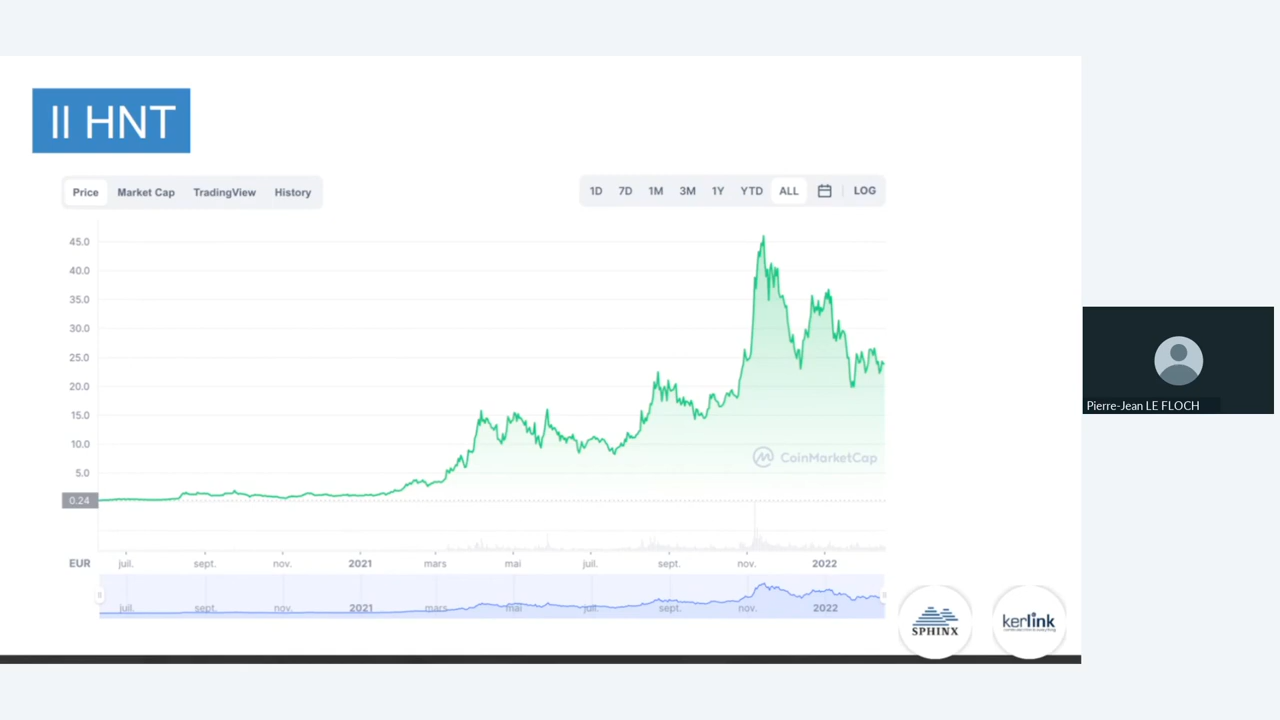 II HNT
Price Market Cap TradingView History
1D 7D 1M 3M 1Y YTD ALL LOG
45.0
40.0
35.0
30.0
25.0
20.0
15.0
10.0
5.0
0.24
CoinMarketCap
EUR juil. sept. nov. 2021 mars mai juil. sept. nov. 2022
juil. sept. nov. 2021 mars mai juil. sept. nov. 2022
SPHINX
kerlink
Pierre-Jean LE FLOCH